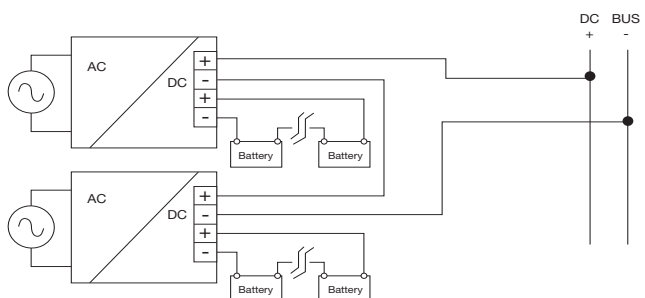 DC BUS
+ -
AC
DC
+
-
+
-
Battery Battery
AC
DC
+
-
+
-
Battery Battery